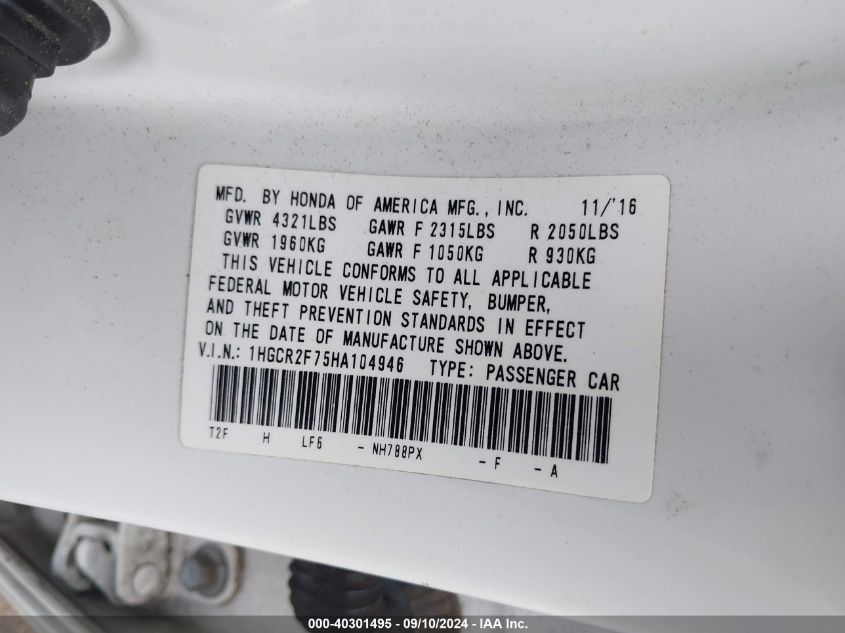 MFD. BY HONDA OF AMERICA MFG., INC. 11/'16
GVWR 4321LBS GAWR F 2315LBS R 2050LBS
GVWR 1960KG GAWR F 1050KG R 930KG
THIS VEHICLE CONFORMS TO ALL APPLICABLE
FEDERAL MOTOR VEHICLE SAFETY, BUMPER,
AND THEFT PREVENTION STANDARDS IN EFFECT
ON THE DATE OF MANUFACTURE SHOWN ABOVE.
V.I.N.: 1HGCR2F75HA104946 TYPE: PASSENGER CAR
T2F H LF6 - NH788PX - F - A
000-40301495 - 09/10/2024 - IAA Inc.